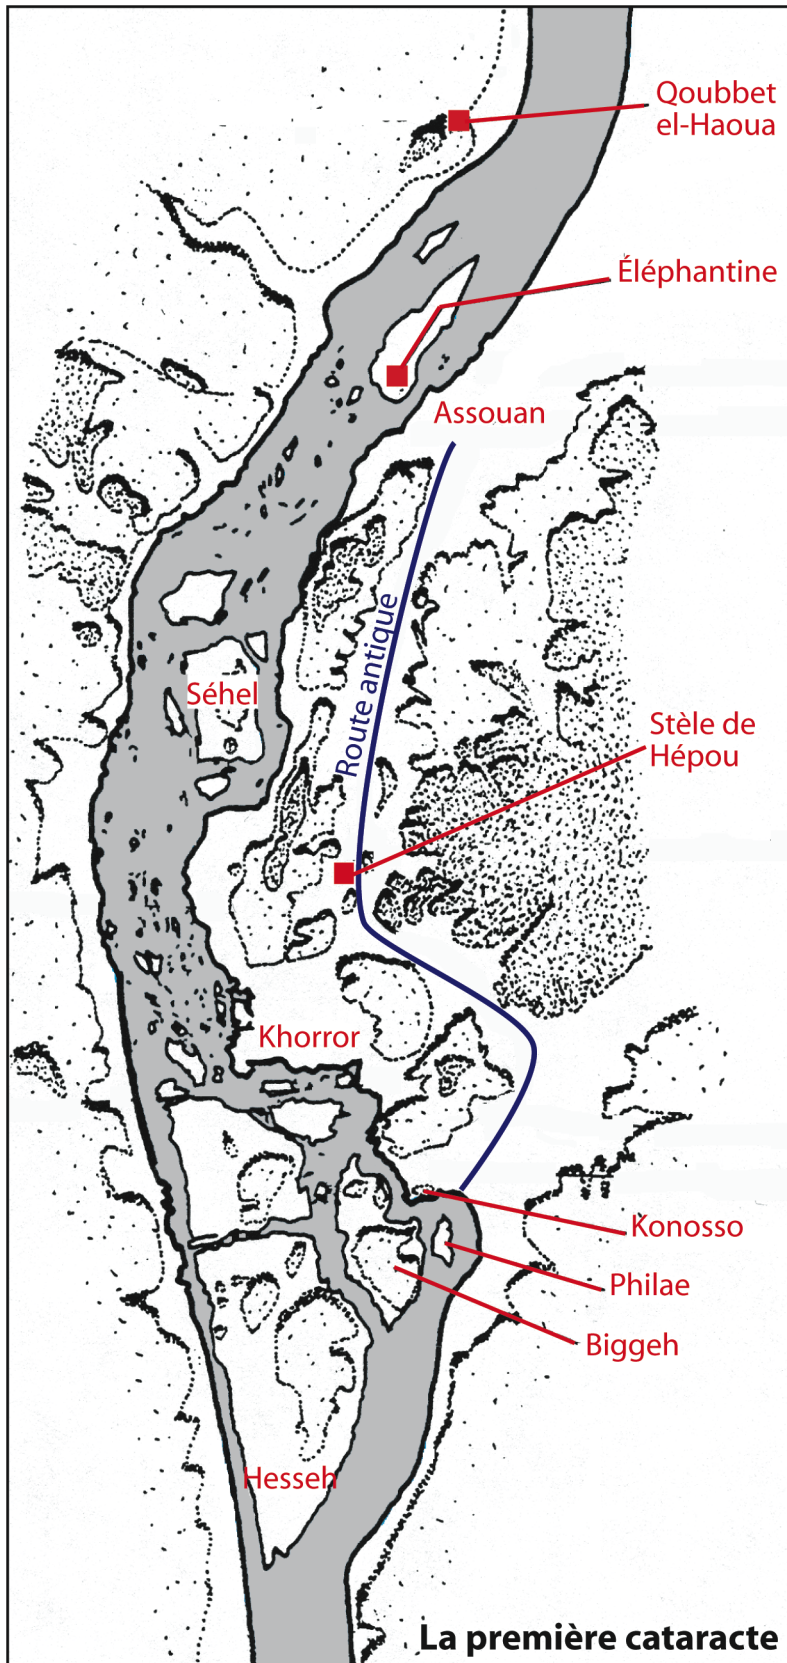 Qoubbet
el-Haoua
Éléphantine
Assouan
Route antique
Séhel
Stèle de
Hépou
Khorror
Konosso
Philae
Biggeh
Hesseh
La première cataracte